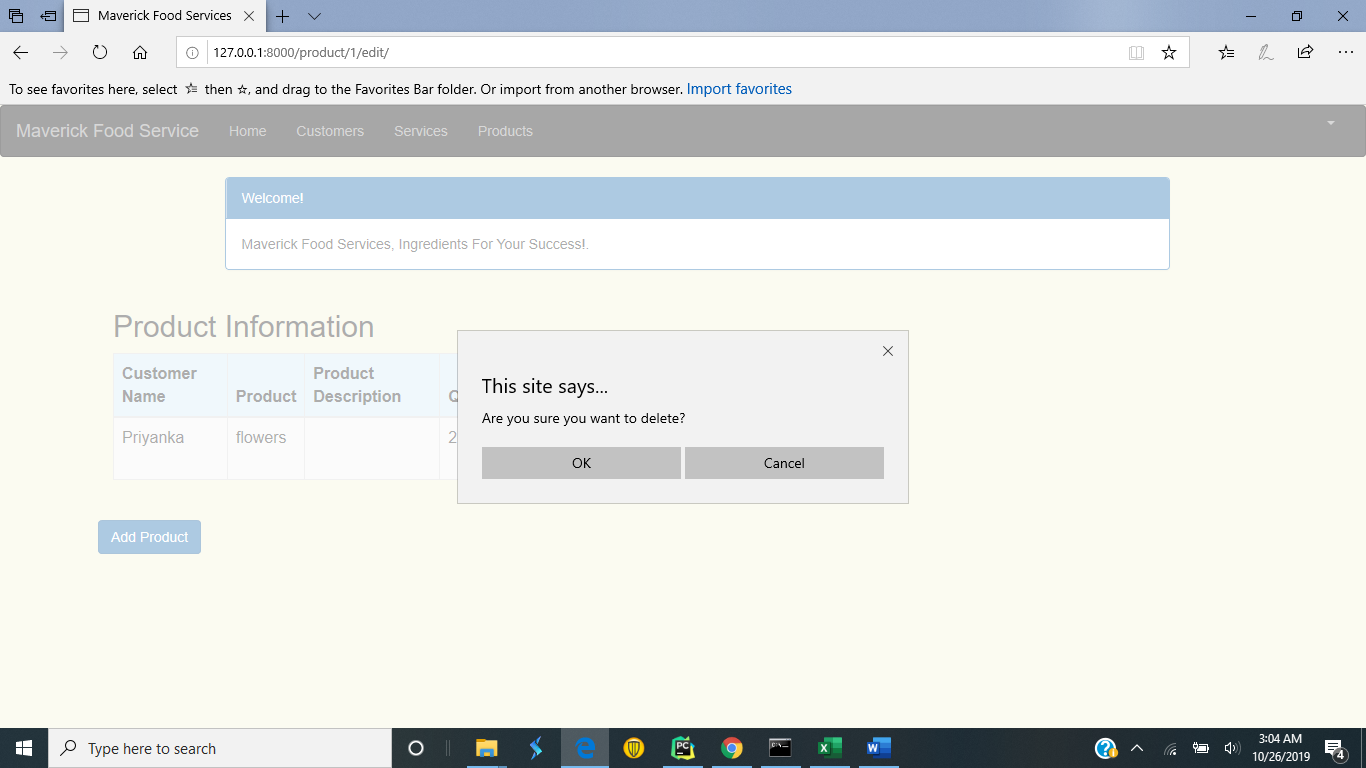 Maverick Food Services
127.0.0.1:8000/product/1/edit/
To see favorites here, select then , and drag to the Favorites Bar folder. Or import from another browser. Import favorites
Maverick Food Service Home Customers Services Products
Welcome!
Maverick Food Services, Ingredients For Your Success!.
Product Information
Customer Name Product Product Description Q
Priyanka flowers 2
This site says...
Are you sure you want to delete?
OK Cancel
Add Product
Type here to search
PC
C:\.
X
W
3:04 AM
10/26/2019
4